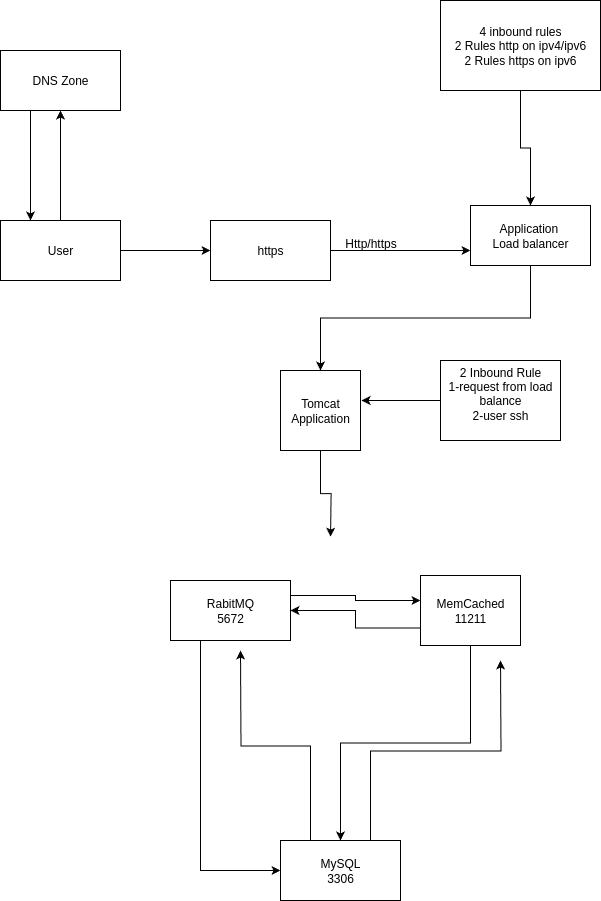 4 inbound rules
2 Rules http on ipv4/ipv6
2 Rules https on ipv6
DNS Zone
User
https
Http/https
Application
Load balancer
Tomcat
Application
2 Inbound Rule
1-request from load
balance
2-user ssh
RabitMQ
5672
MemCached
11211
MySQL
3306